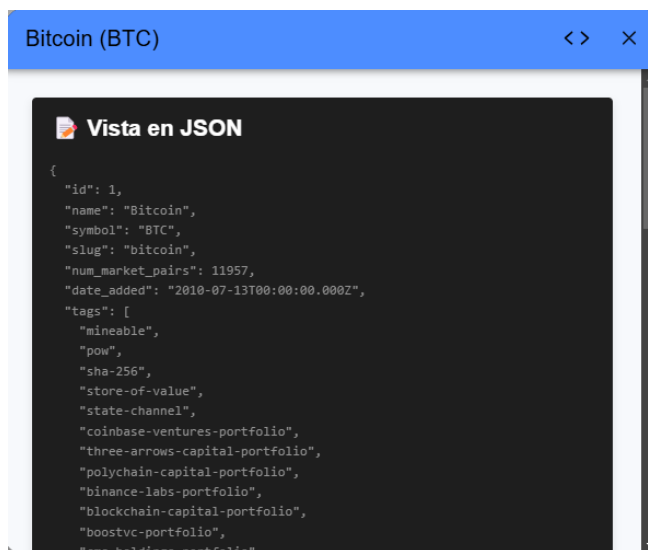 Bitcoin (BTC)
Vista en JSON
{
"id": 1,
"name": "Bitcoin",
"symbol": "BTC",
"slug": "bitcoin",
"num_market_pairs": 11957,
"date_added": "2010-07-13T00:00:00.000Z",
"tags": [
"mineable",
"pow",
"sha-256",
"store-of-value",
"state-channel",
"coinbase-ventures-portfolio",
"three-arrows-capital-portfolio",
"polychain-capital-portfolio",
"binance-labs-portfolio",
"blockchain-capital-portfolio",
"boostvc-portfolio",